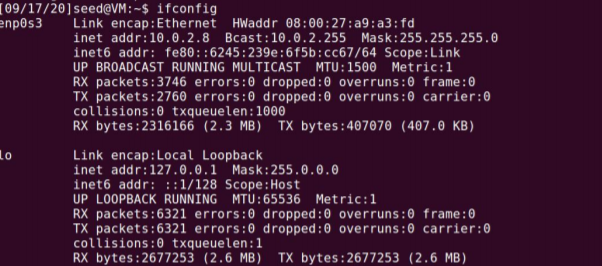 [09/17/20]seed@VM:~$ ifconfig
enp0s3 Link encap:Ethernet HWaddr 08:00:27:a9:a3:fd
inet addr:10.0.2.8 Bcast:10.0.2.255 Mask:255.255.255.0
inet6 addr: fe80::6245:239e:6f5b:cc67/64 Scope:Link
UP BROADCAST RUNNING MULTICAST MTU:1500 Metric:1
RX packets:3746 errors:0 dropped:0 overruns:0 frame:0
TX packets:2760 errors:0 dropped:0 overruns:0 carrier:0
collisions:0 txqueuelen:1000
RX bytes:2316166 (2.3 MB) TX bytes:407070 (407.0 KB)
lo Link encap:Local Loopback
inet addr:127.0.0.1 Mask:255.0.0.0
inet6 addr: ::1/128 Scope:Host
UP LOOPBACK RUNNING MTU:65536 Metric:1
RX packets:6321 errors:0 dropped:0 overruns:0 frame:0
TX packets:6321 errors:0 dropped:0 overruns:0 carrier:0
collisions:0 txqueuelen:1
RX bytes:2677253 (2.6 MB) TX bytes:2677253 (2.6 MB)